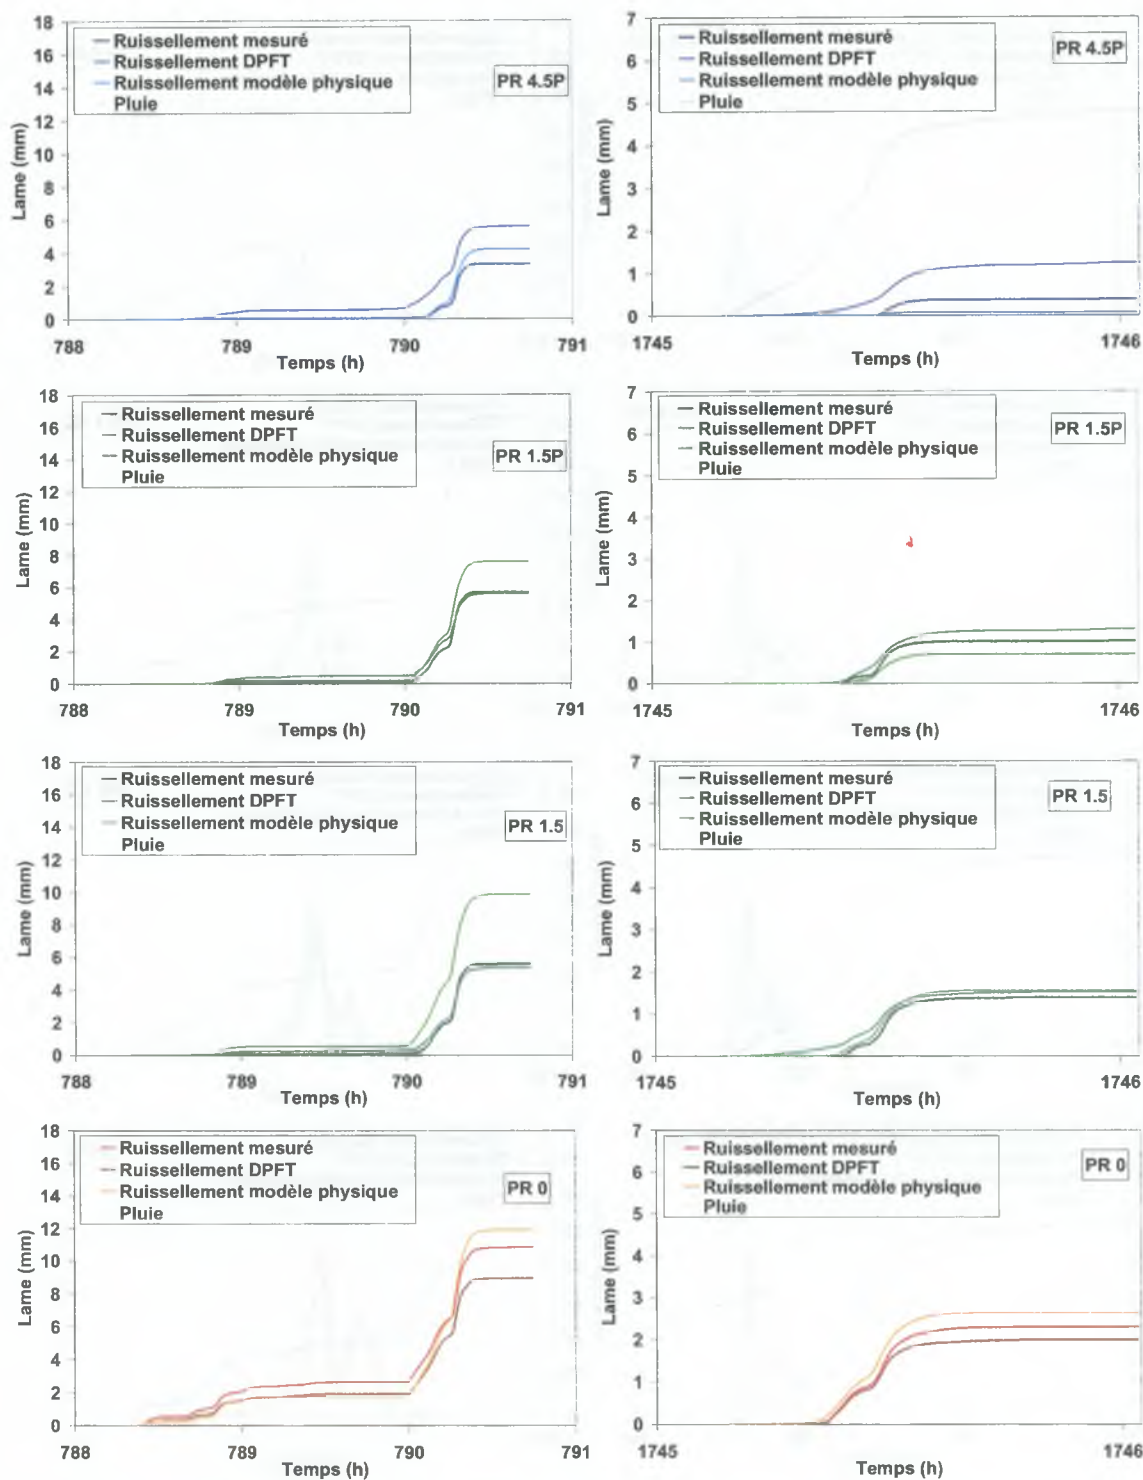 18
16
14
12
10
8
6
4
2
0
Lame (mm)
Ruissellement mesuré
Ruissellement DPFT
Ruissellement modèle physique
Pluie
PR 4.5P
788
789
790
791
Temps (h)
7
6
5
4
3
2
1
0
Lame (mm)
Ruissellement mesuré
Ruissellement DPFT
Ruissellement modèle physique
Pluie
PR 4.5P
1745
1746
Temps (h)
18
16
14
12
10
8
6
4
2
0
Lame (mm)
Ruissellement mesuré
Ruissellement DPFT
Ruissellement modèle physique
Pluie
PR 1.5P
788
789
790
791
Temps (h)
7
6
5
4
3
2
1
0
Lame (mm)
Ruissellement mesuré
Ruissellement DPFT
Ruissellement modèle physique
Pluie
PR 1.5P
1745
1746
Temps (h)
18
16
14
12
10
8
6
4
2
0
Lame (mm)
Ruissellement mesuré
Ruissellement DPFT
Ruissellement modèle physique
Pluie
PR 1.5
788
789
790
791
Temps (h)
7
6
5
4
3
2
1
0
Lame (mm)
Ruissellement mesuré
Ruissellement DPFT
Ruissellement modèle physique
Pluie
PR 1.5
1745
1746
Temps (h)
18
16
14
12
10
8
6
4
2
0
Lame (mm)
Ruissellement mesuré
Ruissellement DPFT
Ruissellement modèle physique
Pluie
PR 0
788
789
790
791
Temps (h)
7
6
5
4
3
2
1
0
Lame (mm)
Ruissellement mesuré
Ruissellement DPFT
Ruissellement modèle physique
Pluie
PR 0
1745
1746
Temps (h)